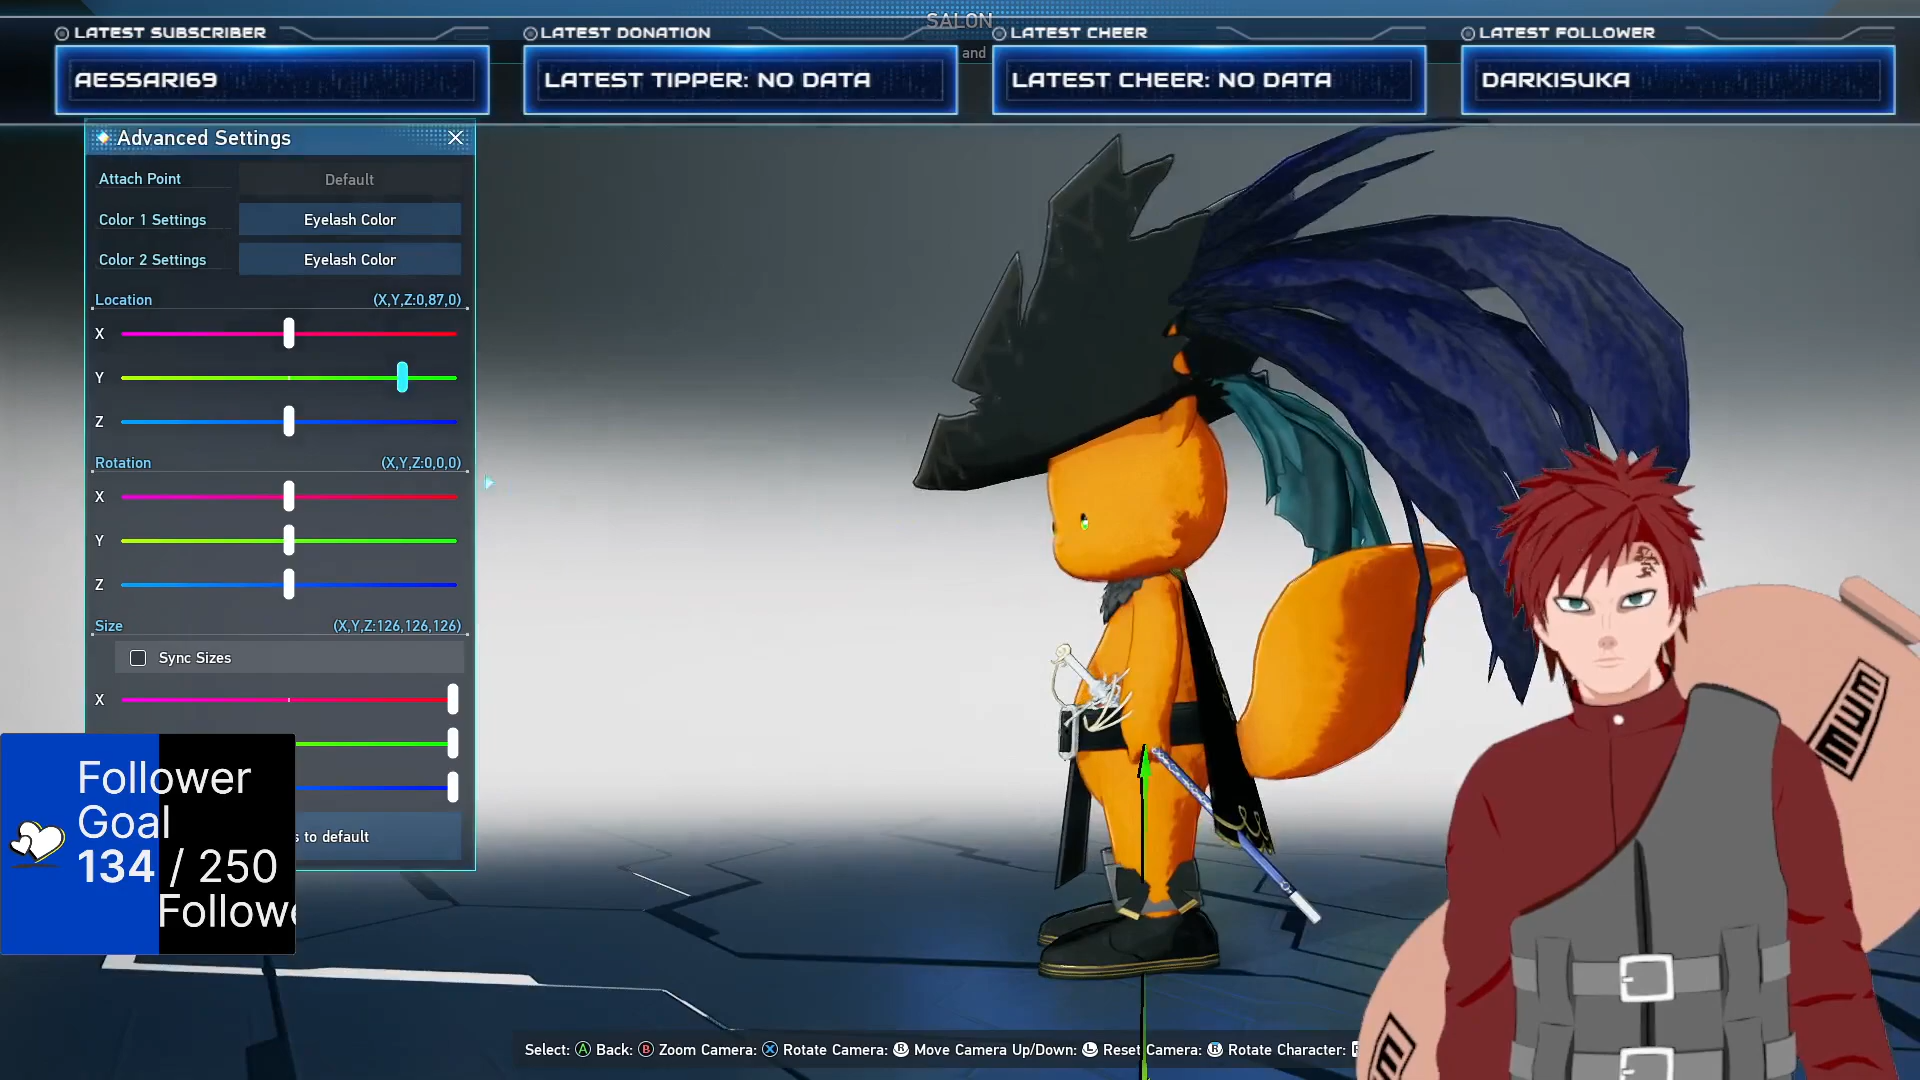 SALON
LATEST SUBSCRIBER
LATEST DONATION
LATEST CHEER
LATEST FOLLOWER
and
AESSARI69
LATEST TIPPER: NO DATA
LATEST CHEER: NO DATA
DARKISUKA
Advanced Settings
Attach Point
Default
Color 1 Settings
Eyelash Color
Color 2 Settings
Eyelash Color
Location
(X,Y,Z:0,87,0)
X
Y
Z
Rotation
(X,Y,Z:0,0,0)
X
Y
Z
Size
(X,Y,Z:126,126,126)
Sync Sizes
X
s to default
Follower
Goal
134 / 250
Followe
Select: A Back: B Zoom Camera: X Rotate Camera: R Move Camera Up/Down: L Reset Camera: R Rotate Character: